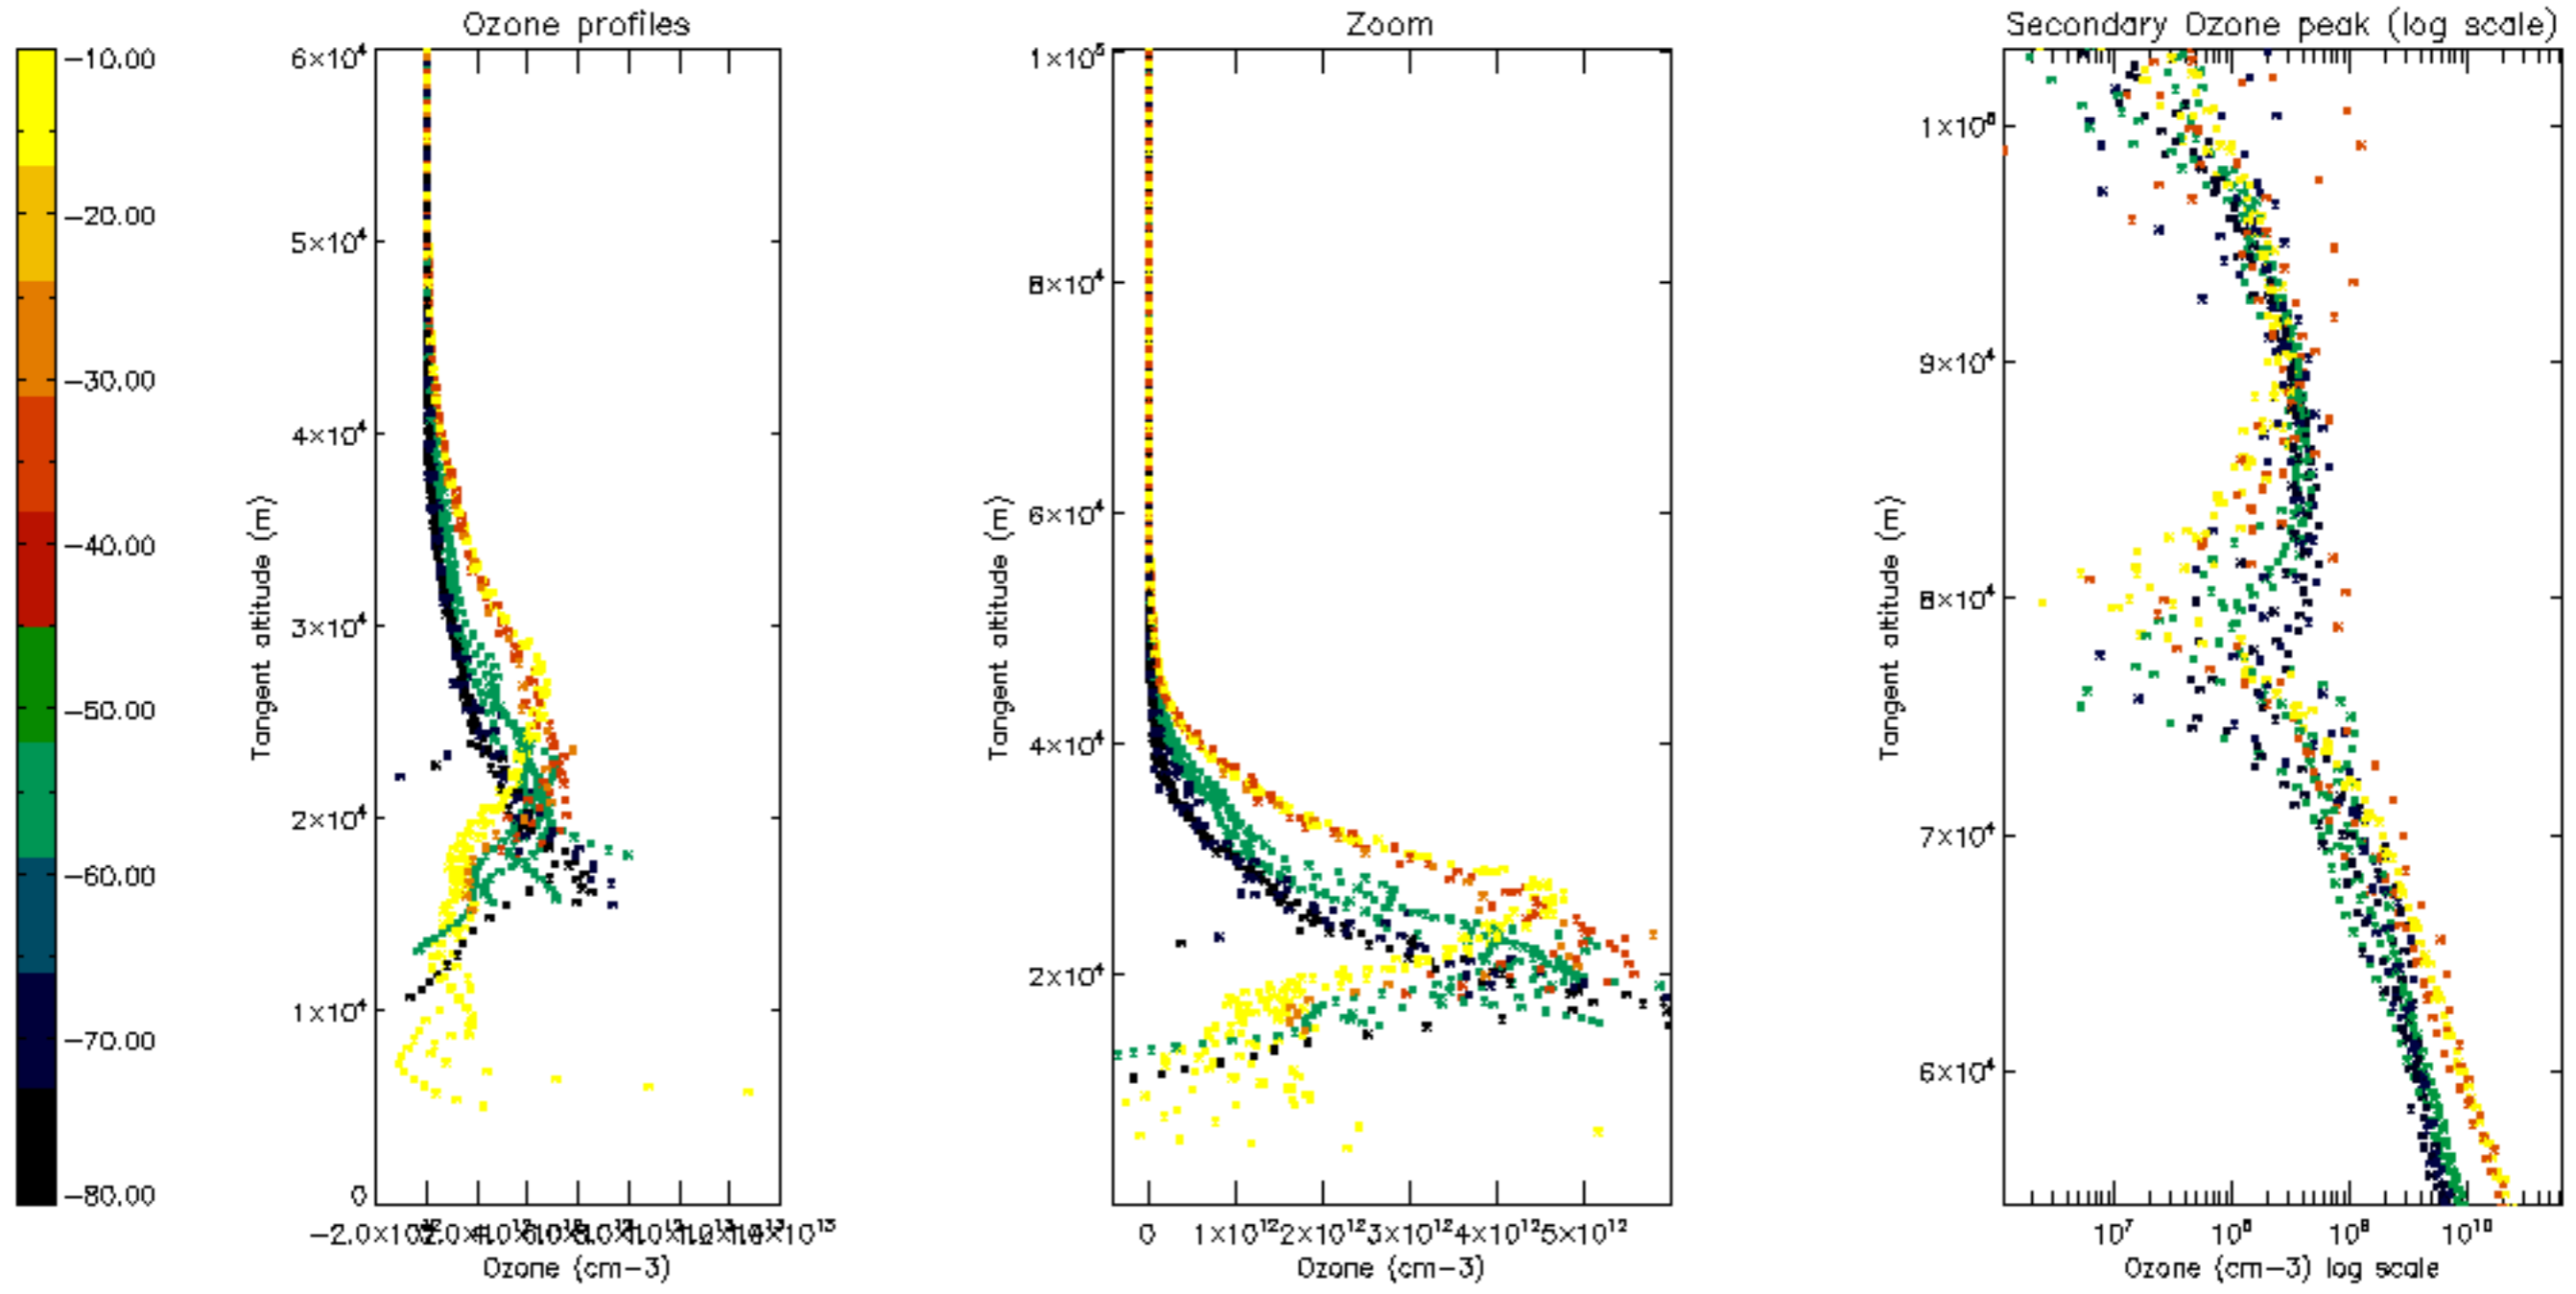 Ozone profiles
Zoom
Secondary Ozone peak (log scale)
-10.00
-20.00
-30.00
-40.00
-50.00
-60.00
-70.00
-80.00
Tangent altitude (m)
6×10⁴
5×10⁴
4×10⁴
3×10⁴
2×10⁴
1×10⁴
0
Ozone (cm-3)
Tangent altitude (m)
1×10⁵
8×10⁴
6×10⁴
4×10⁴
2×10⁴
0 1×10¹² 2×10¹² 3×10¹² 4×10¹² 5×10¹²
Ozone (cm-3)
Tangent altitude (m)
1×10⁵
9×10⁴
8×10⁴
7×10⁴
6×10⁴
10⁷ 10⁸ 10⁹ 10¹⁰
Ozone (cm-3) log scale